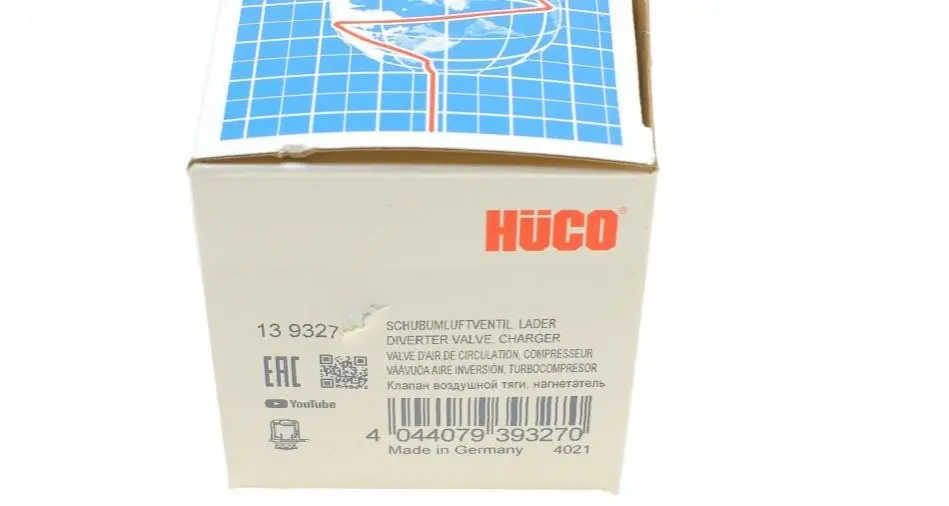 HÜCO®
13 9327
SCHUBUMLUFTVENTIL, LADER
DIVERTER VALVE, CHARGER
VALVE D'AIR DE CIRCULATION, COMPRESSEUR
VÁAVUOA AIRE INVERSIÓN, TURBOCOMPRESOR
Клапан воздушной тяги, нагнетатель
EAC
YouTube
4 044079 393270
Made in Germany 4021